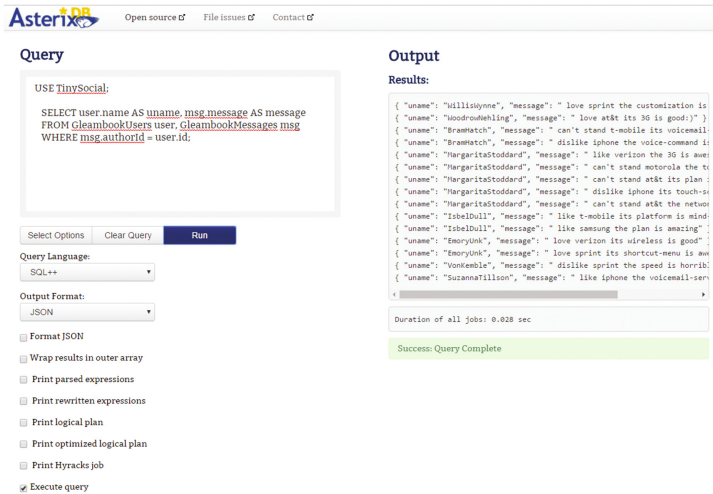 AsterixDB
Open source File issues Contact
Query
USE TinySocial;
SELECT user.name AS uname, msg.message AS message
FROM GleambookUsers user, GleambookMessages msg
WHERE msg.authorId = user.id;
Select Options Clear Query Run
Query Language:
SQL++
Output Format:
JSON
Format JSON
Wrap results in outer array
Print parsed expressions
Print rewritten expressions
Print logical plan
Print optimized logical plan
Print Hyracks job
Execute query
Output
Results:
{ "uname": "WillisWynne", "message": " love sprint the customization is
{ "uname": "WoodrowNehling", "message": " love at&t its 3G is good:)" }
{ "uname": "BramHatch", "message": " can't stand t-mobile its voicemail-
{ "uname": "BramHatch", "message": " dislike iphone the voice-command is
{ "uname": "MargaritaStoddard", "message": " like verizon the 3G is awes
{ "uname": "MargaritaStoddard", "message": " can't stand motorola the to
{ "uname": "MargaritaStoddard", "message": " can't stand at&t its plan i
{ "uname": "MargaritaStoddard", "message": " dislike iphone its touch-sc
{ "uname": "MargaritaStoddard", "message": " can't stand at&t the networ
{ "uname": "IsbelDull", "message": " like t-mobile its platform is mind-
{ "uname": "IsbelDull", "message": " like samsung the plan is amazing" }
{ "uname": "EmoryUnk", "message": " love verizon its wireless is good" }
{ "uname": "EmoryUnk", "message": " love sprint its shortcut-menu is awe
{ "uname": "VonKemble", "message": " dislike sprint the speed is horribl
{ "uname": "SuzannaTillson", "message": " like iphone the voicemail-serv
Duration of all jobs: 0.028 sec
Success: Query Complete